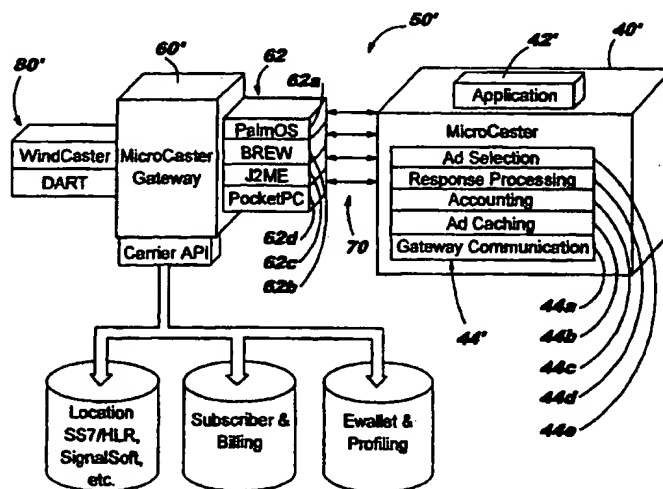 50'
60'
62
62a
42'
40'
80'
Application
PalmOS
MicroCaster
WindCaster
MicroCaster
Gateway
BREW
Ad Selection
DART
J2ME
Response Processing
PocketPC
Accounting
Ad Caching
Carrier API
62d
70
Gateway Communication
62c
62b
44'
44a
44b
44c
44d
44e
Location
SS7/HLR,
SignalSoft,
etc.
Subscriber &
Billing
Ewallet &
Profiling